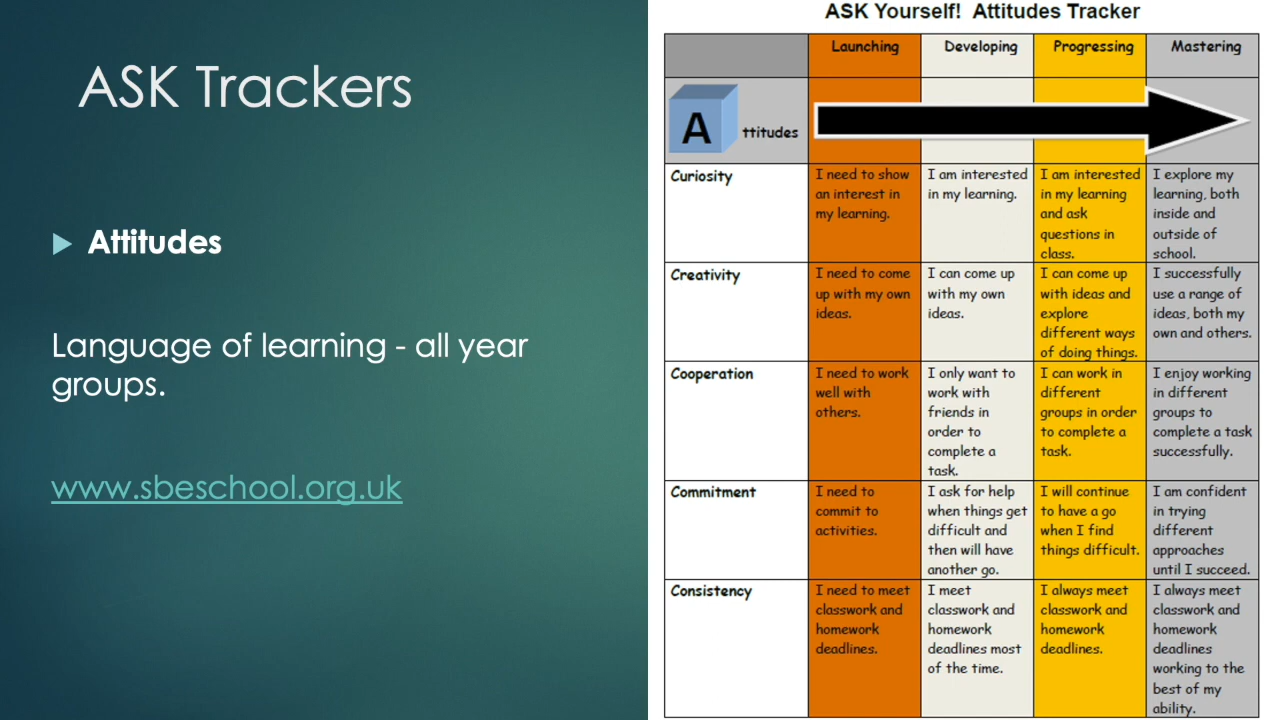 ASK Trackers
Attitudes
Language of learning - all year
groups.
www.sbeschool.org.uk
ASK Yourself! Attitudes Tracker
Launching
Developing
Progressing
Mastering
A
ttitudes
Curiosity
I need to show
an interest in
my learning.
I am interested
in my learning.
I am interested
in my learning
and ask
questions in
class.
I explore my
learning, both
inside and
outside of
school.
Creativity
I need to come
up with my own
ideas.
I can come up
with my own
ideas.
I can come up
with ideas and
explore
different ways
of doing things.
I successfully
use a range of
ideas, both my
own and others.
Cooperation
I need to work
well with
others.
I only want to
work with
friends in
order to
complete a
task.
I can work in
different
groups in order
to complete a
task.
I enjoy working
in different
groups to
complete a task
successfully.
Commitment
I need to
commit to
activities.
I ask for help
when things get
difficult and
then will have
another go.
I will continue
to have a go
when I find
things difficult.
I am confident
in trying
different
approaches
until I succeed.
Consistency
I need to meet
classwork and
homework
deadlines.
I meet
classwork and
homework
deadlines most
of the time.
I always meet
classwork and
homework
deadlines.
I always meet
classwork and
homework
deadlines
working to the
best of my
ability.